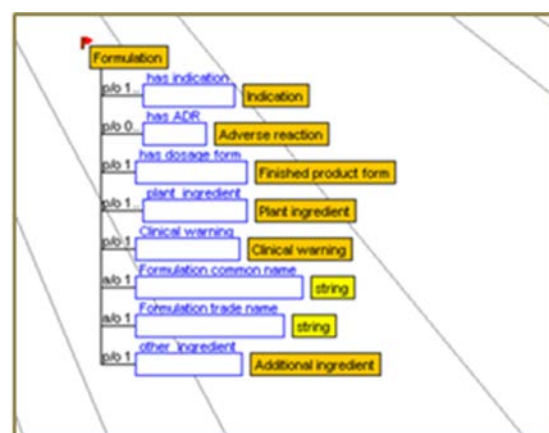 Formulation
has indication
p/o 1.. Indication
has ADR
p/o 0.. Adverse reaction
has dosage form
p/o 1 Finished product form
plant_ingredient
p/o 1.. Plant ingredient
Clinical warning
p/o 1 Clinical warning
Formulation common name
a/o 1 string
Formulation trade name
a/o 1 string
other_ingredient
p/o 1 Additional ingredient